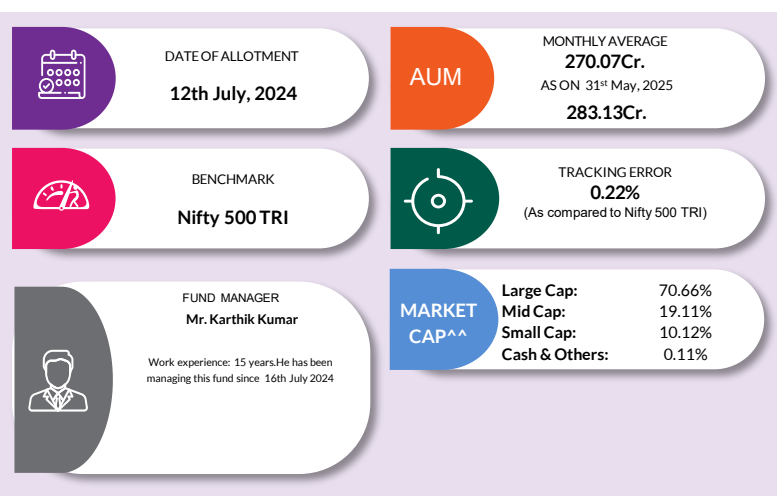 DATE OF ALLOTMENT
12th July, 2024
AUM
MONTHLY AVERAGE
270.07Cr.
AS ON 31st May, 2025
283.13Cr.
BENCHMARK
Nifty 500 TRI
TRACKING ERROR
0.22%
(As compared to Nifty 500 TRI)
FUND MANAGER
Mr. Karthik Kumar
Work experience: 15 years.He has been
managing this fund since 16th July 2024
MARKET
CAP^^
Large Cap: 70.66%
Mid Cap: 19.11%
Small Cap: 10.12%
Cash & Others: 0.11%